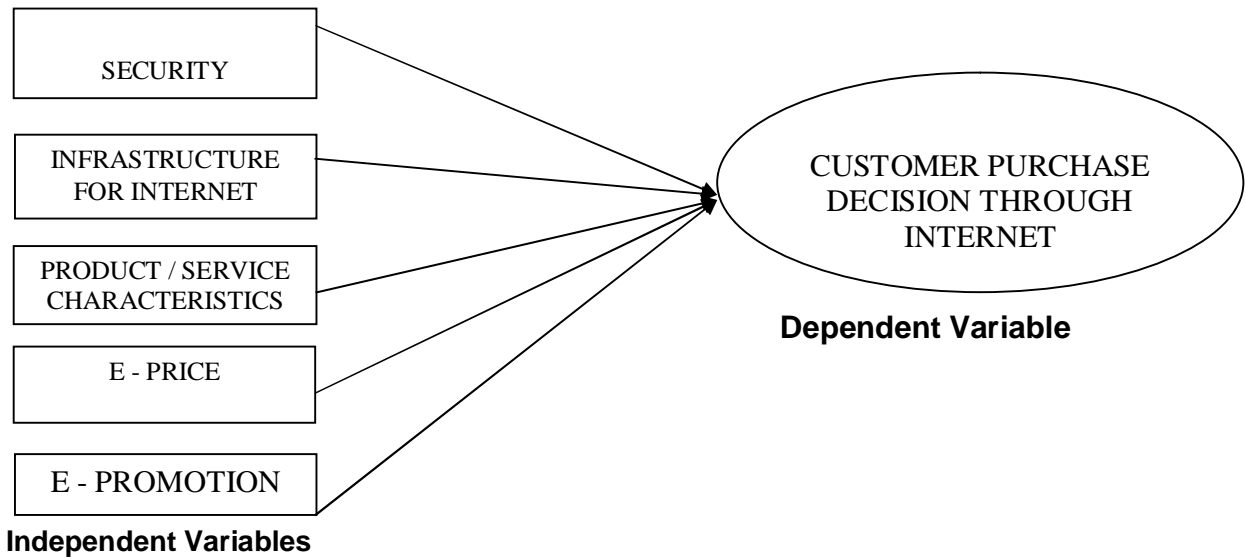 SECURITY
INFRASTRUCTURE
FOR INTERNET
PRODUCT / SERVICE
CHARACTERISTICS
E - PRICE
E - PROMOTION
Independent Variables
CUSTOMER PURCHASE
DECISION THROUGH
INTERNET
Dependent Variable